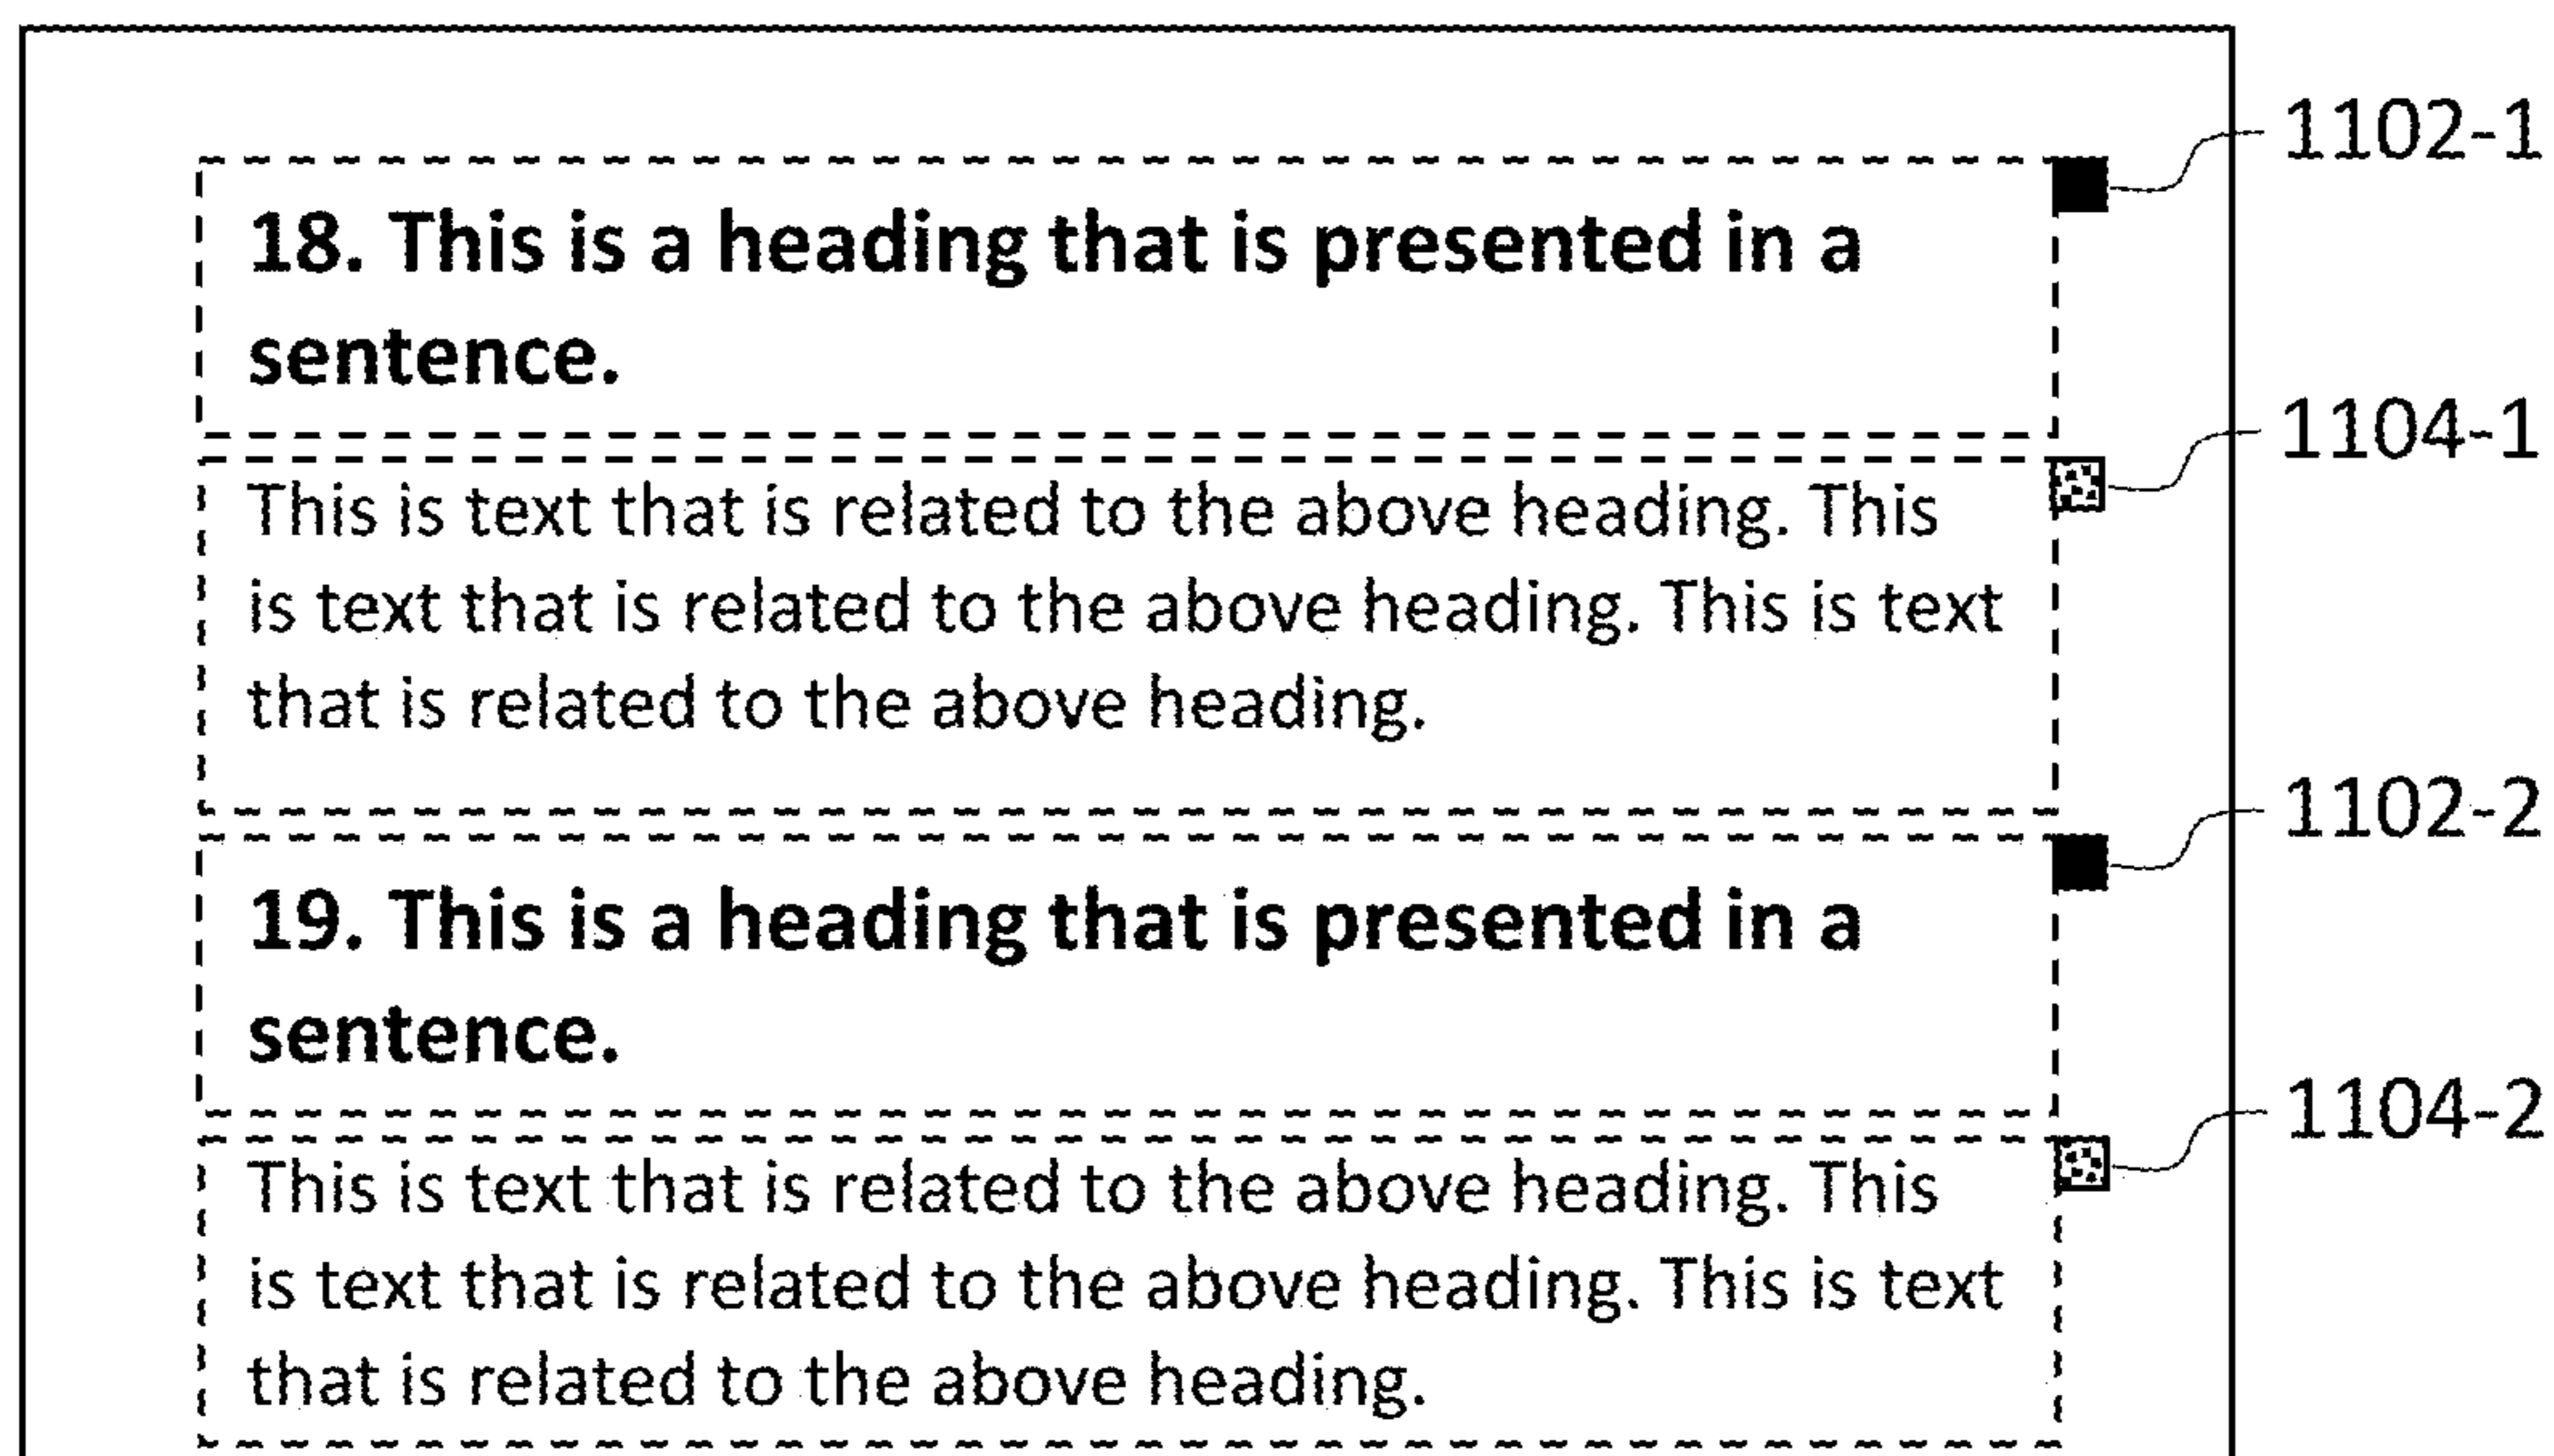 1102-1
18. This is a heading that is presented in a
sentence.
1104-1
This is text that is related to the above heading. This
is text that is related to the above heading. This is text
that is related to the above heading.
1102-2
19. This is a heading that is presented in a
sentence.
1104-2
This is text that is related to the above heading. This
is text that is related to the above heading. This is text
that is related to the above heading.